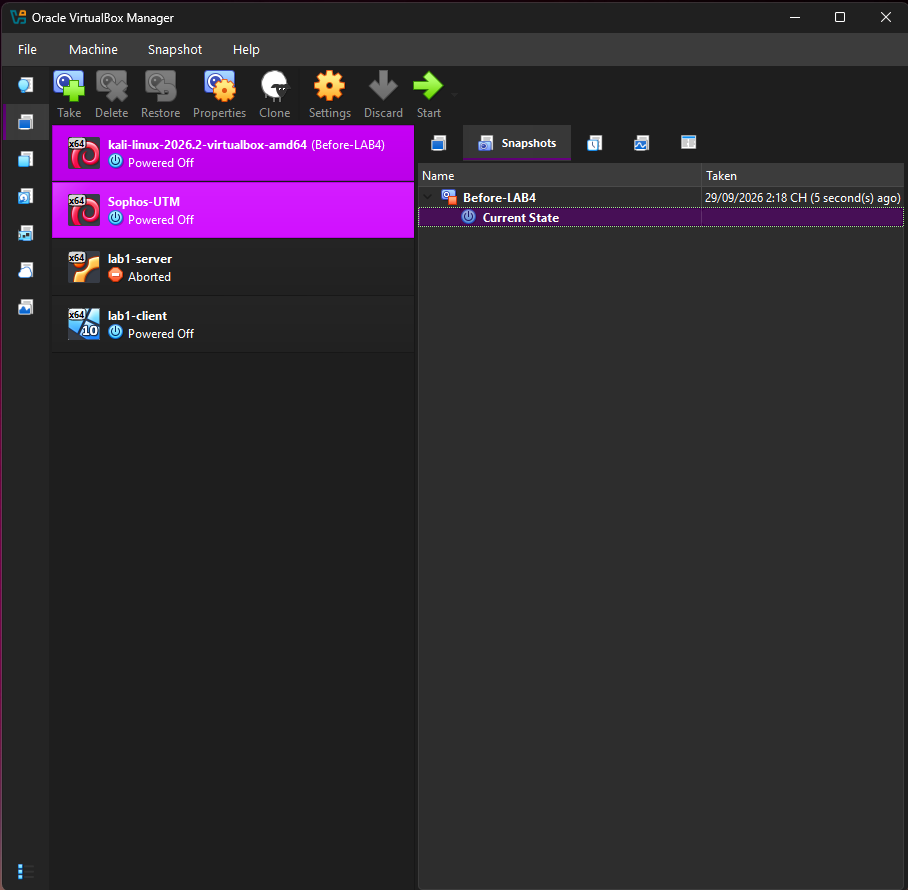 Oracle VirtualBox Manager
File Machine Snapshot Help
Take Delete Restore Properties Clone Settings Discard Start
x64 kali-linux-2026.2-virtualbox-amd64 (Before-LAB4)
Powered Off
x64 Sophos-UTM
Powered Off
x64 lab1-server
Aborted
x64 10 lab1-client
Powered Off
Snapshots
Name Taken
Before-LAB4 29/09/2026 2:18 CH (5 second(s) ago)
Current State